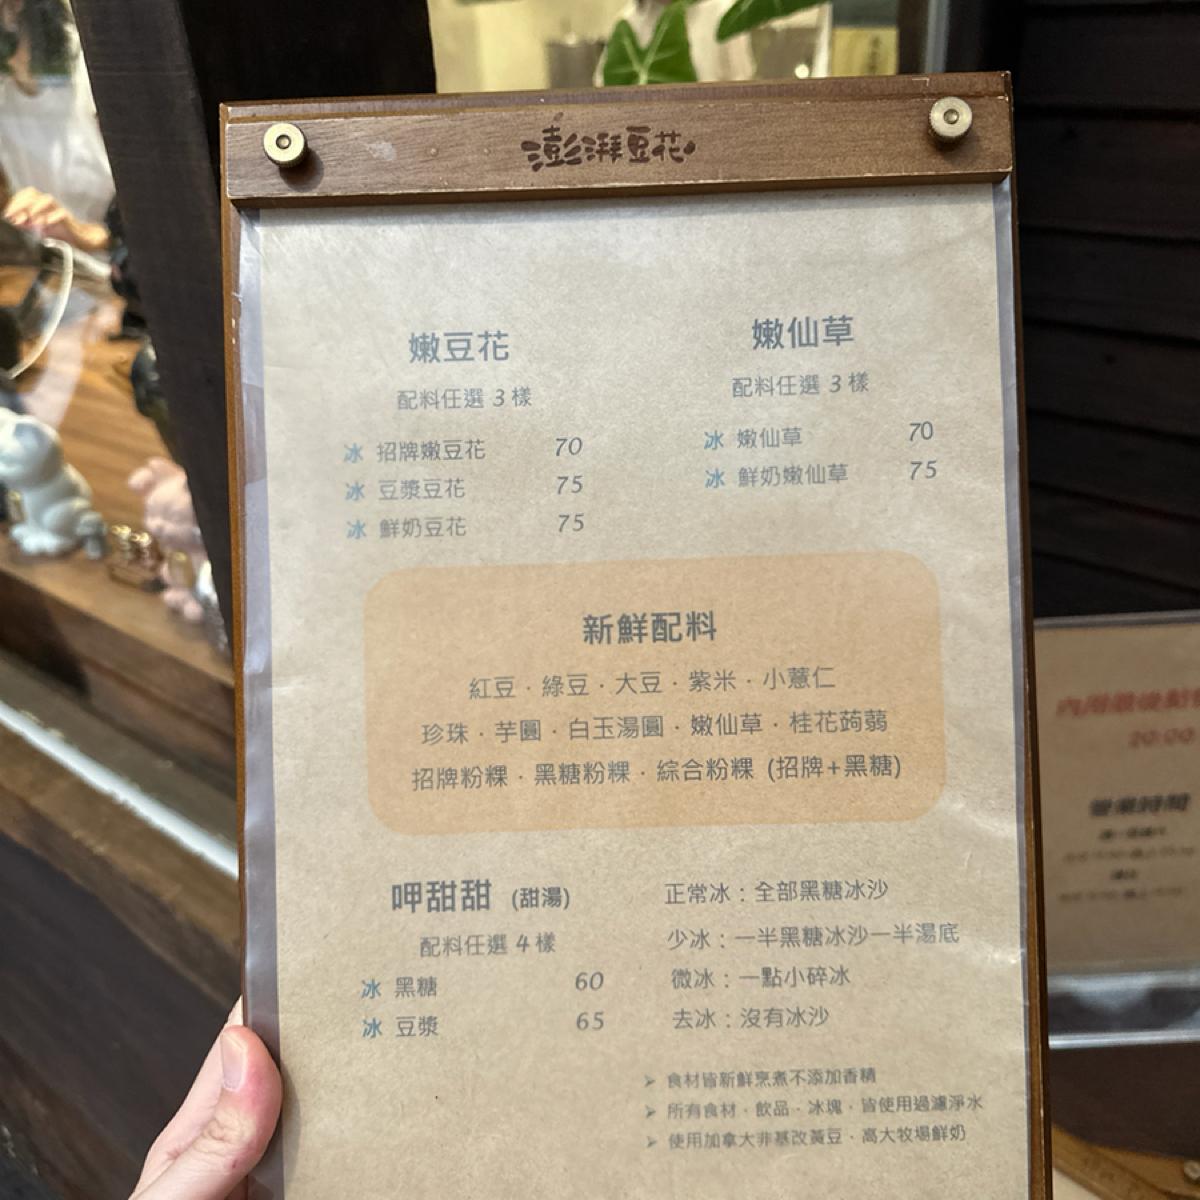 澎湃豆花
嫩豆花
配料任選 3 樣
冰 招牌嫩豆花 70
冰 豆漿豆花 75
冰 鮮奶豆花 75
嫩仙草
配料任選 3 樣
冰 嫩仙草 70
冰 鮮奶嫩仙草 75
新鮮配料
紅豆·綠豆·大豆·紫米·小薏仁
珍珠·芋圓·白玉湯圓·嫩仙草·桂花蒟蒻
招牌粉粿·黑糖粉粿·綜合粉粿 (招牌+黑糖)
呷甜甜 (甜湯)
配料任選 4 樣
冰 黑糖 60
冰 豆漿 65
正常冰：全部黑糖冰沙
少冰：一半黑糖冰沙一半湯底
微冰：一點小碎冰
去冰：沒有冰沙
➢ 食材皆新鮮烹煮不添加香精
➢ 所有食材·飲品·冰塊·皆使用過濾淨水
➢ 使用加拿大非基改黃豆·高大牧場鮮奶
20:00
營業時間